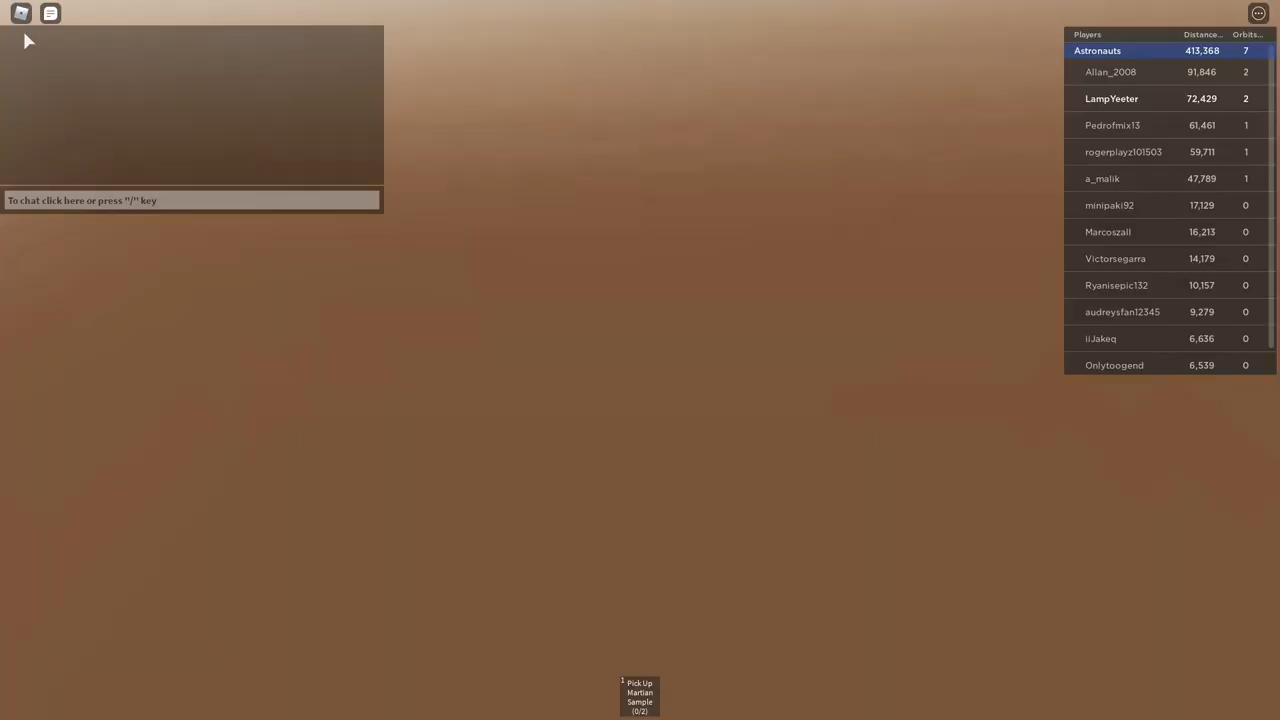 Players Distance... Orbits...
Astronauts 413,368 7
Allan_2008 91,846 2
LampYeeter 72,429 2
Pedrofmix13 61,461 1
rogerplayz101503 59,711 1
a_malik 47,789 1
minipaki92 17,129 0
Marcoszall 16,213 0
Victorsegarra 14,179 0
Ryanisepic132 10,157 0
audreysfan12345 9,279 0
iiJakeq 6,636 0
Onlytoogend 6,539 0
To chat click here or press "/" key
1
Pick Up
Martian
Sample
(0/2)